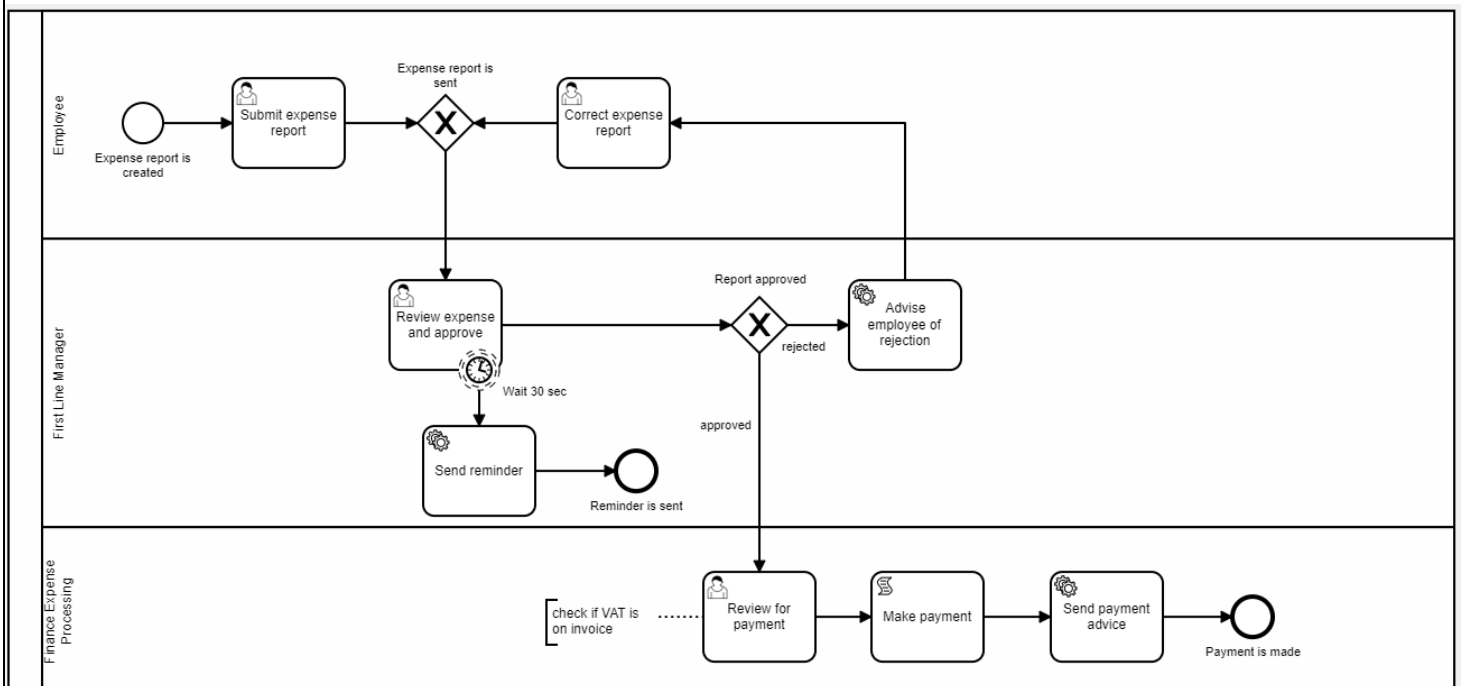 Employee
Expense report is
created
Submit expense
report
Expense report is
sent
Correct expense
report
First Line Manager
Review expense
and approve
Wait 30 sec
Send reminder
Reminder is sent
Report approved
rejected
approved
Advise
employee of
rejection
Finance Expense
Processing
check if VAT is
on invoice
Review for
payment
Make payment
Send payment
advice
Payment is made